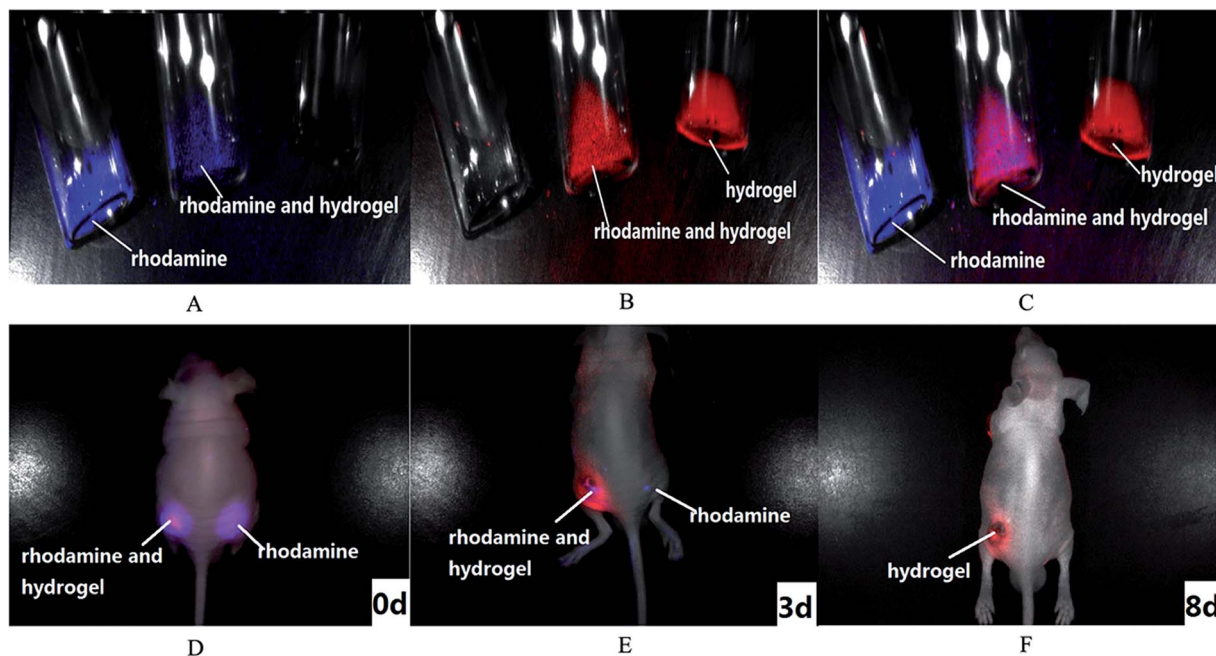 rhodamine and hydrogel
rhodamine
A
hydrogel
rhodamine and hydrogel
B
hydrogel
rhodamine and hydrogel
rhodamine
C
rhodamine and
hydrogel
rhodamine
0d
D
rhodamine
rhodamine and
hydrogel
3d
E
hydrogel
8d
F